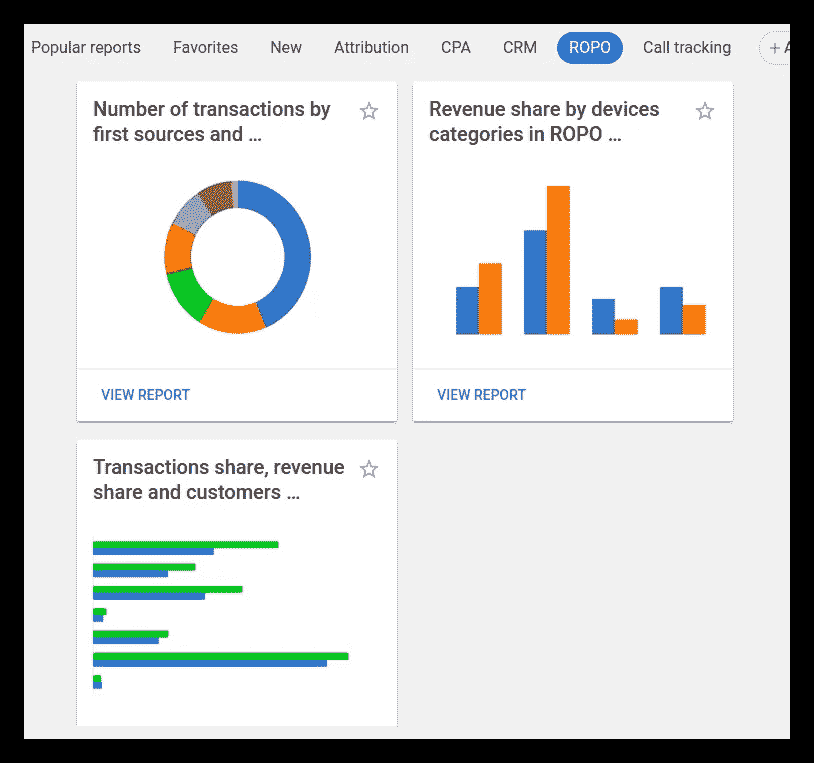 Popular reports Favorites New Attribution CPA CRM ROPO Call tracking +
Number of transactions by
first sources and ...
Revenue share by devices
categories in ROPO ...
VIEW REPORT
VIEW REPORT
Transactions share, revenue
share and customers ...